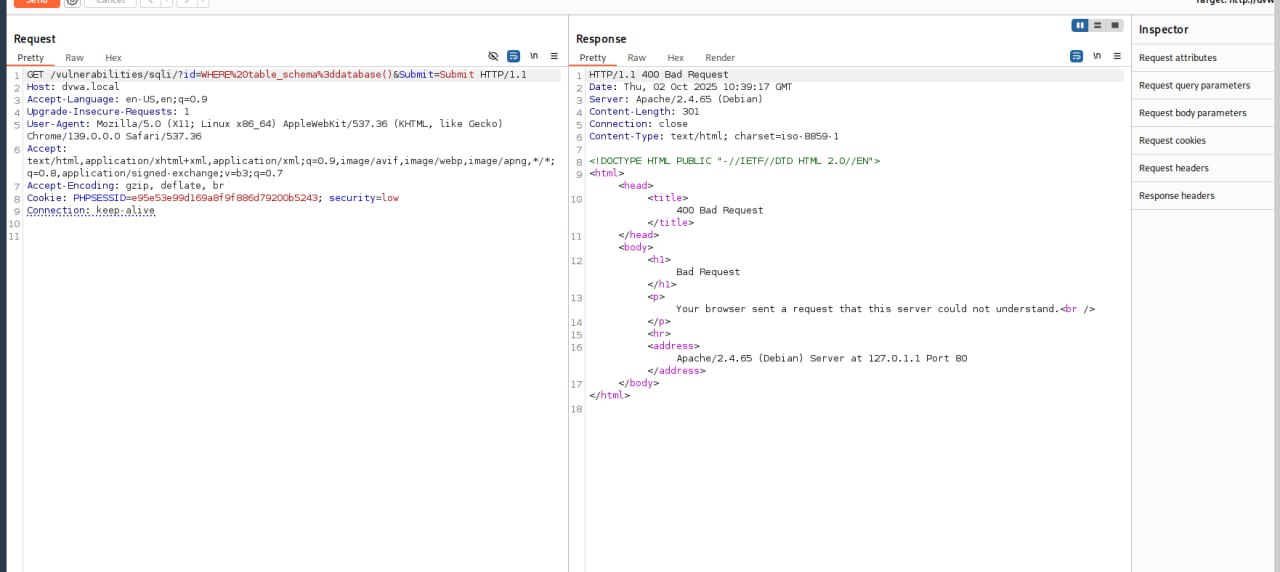 Send
Cancel
Target: http://dvw
Request
Response
Inspector
Pretty Raw Hex
\n
Pretty Raw Hex Render
\n
1 GET /vulnerabilities/sqli/?id=WHERE%20table_schema%3ddatabase()&Submit=Submit HTTP/1.1
2 Host: dvwa.local
3 Accept-Language: en-US,en;q=0.9
4 Upgrade-Insecure-Requests: 1
5 User-Agent: Mozilla/5.0 (X11; Linux x86_64) AppleWebKit/537.36 (KHTML, like Gecko)
Chrome/139.0.0.0 Safari/537.36
6 Accept:
text/html,application/xhtml+xml,application/xml;q=0.9,image/avif,image/webp,image/apng,*/*;
q=0.8,application/signed-exchange;v=b3;q=0.7
7 Accept-Encoding: gzip, deflate, br
8 Cookie: PHPSESSID=e95e53e99d169a8f9f886d79200b5243; security=low
9 Connection: keep-alive
10
11
1 HTTP/1.1 400 Bad Request
2 Date: Thu, 02 Oct 2025 10:39:17 GMT
3 Server: Apache/2.4.65 (Debian)
4 Content-Length: 301
5 Connection: close
6 Content-Type: text/html; charset=iso-8859-1
7
8 <!DOCTYPE HTML PUBLIC "-//IETF//DTD HTML 2.0//EN">
9 <html>
<head>
10 <title>
400 Bad Request
</title>
11 </head>
<body>
12 <h1>
Bad Request
</h1>
13 <p>
Your browser sent a request that this server could not understand.<br />
14 </p>
15 <hr>
16 <address>
Apache/2.4.65 (Debian) Server at 127.0.1.1 Port 80
</address>
17 </body>
</html>
18
Request attributes
Request query parameters
Request body parameters
Request cookies
Request headers
Response headers